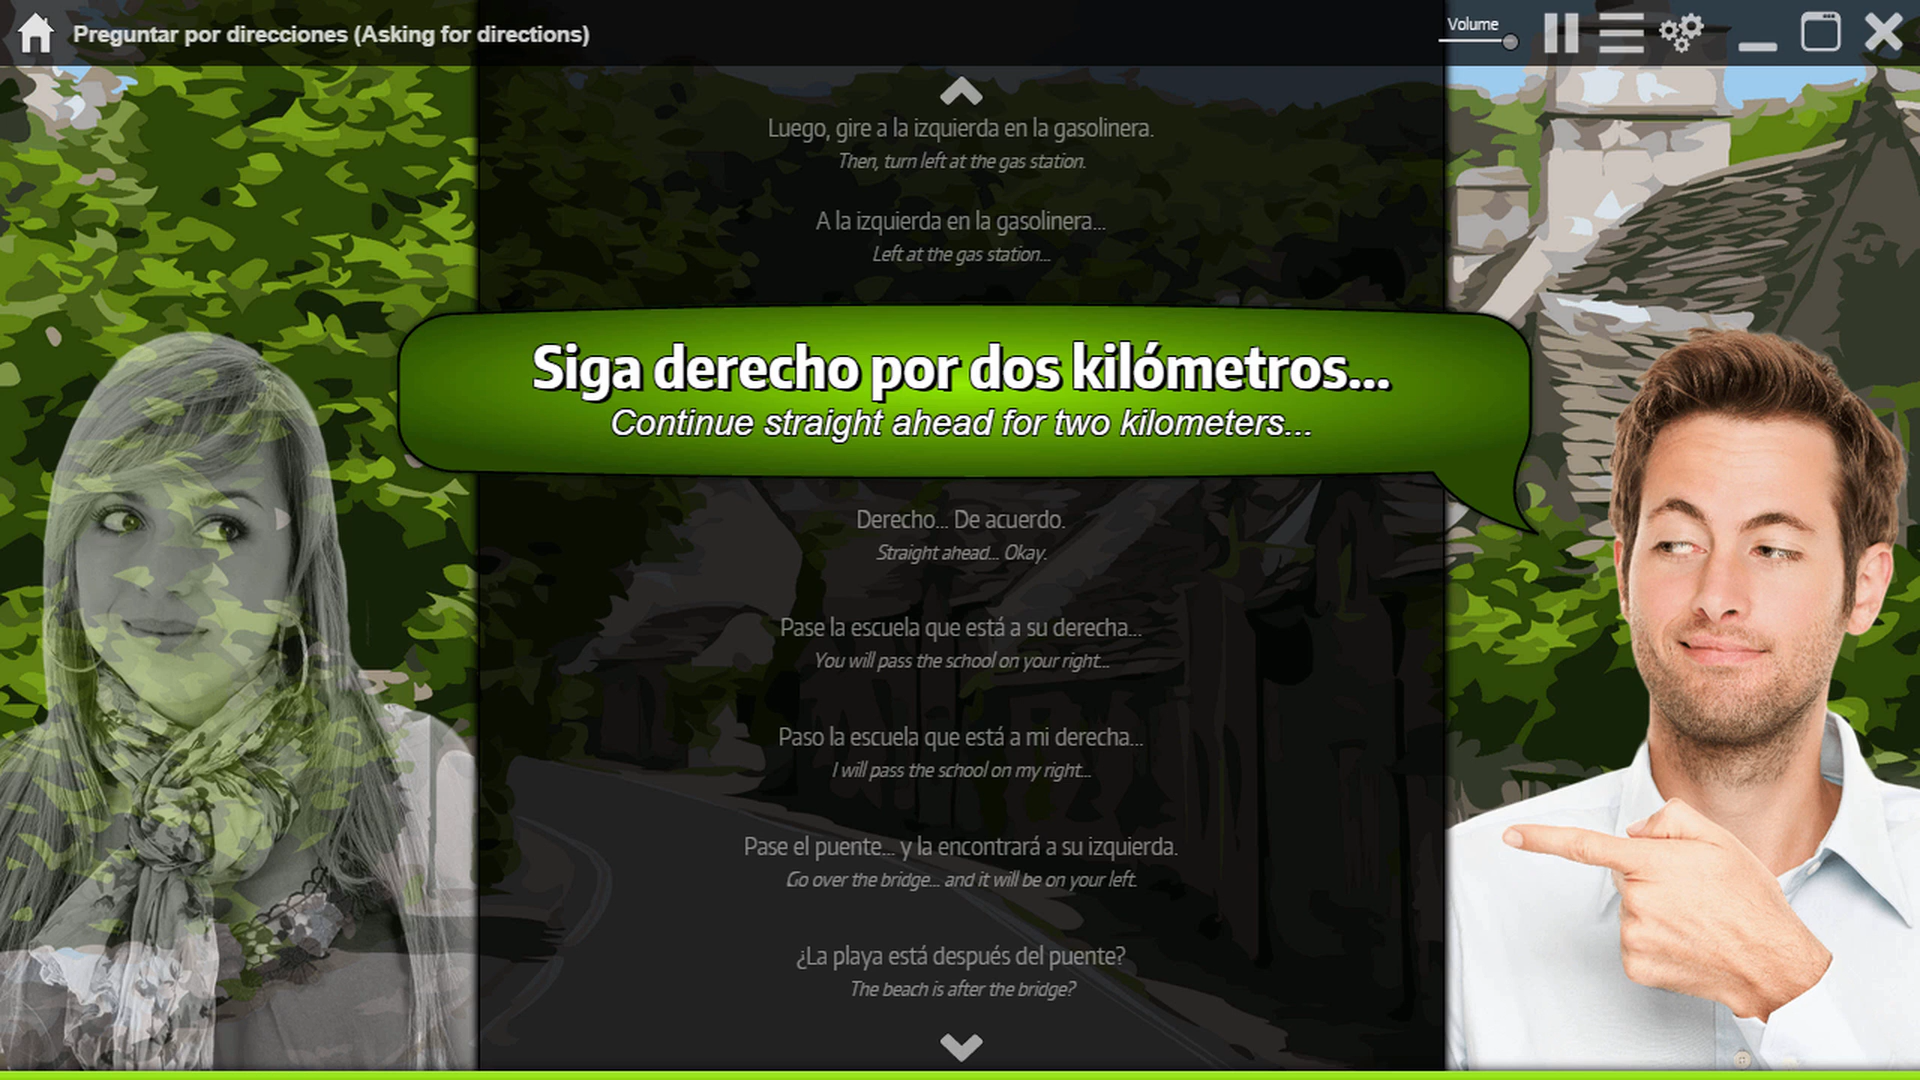 Preguntar por direcciones (Asking for directions)
Volume
Luego, gire a la izquierda en la gasolinera.
Then, turn left at the gas station.
A la izquierda en la gasolinera...
Left at the gas station...
Siga derecho por dos kilómetros...
Continue straight ahead for two kilometers...
Derecho... De acuerdo.
Straight ahead... Okay.
Pase la escuela que está a su derecha...
You will pass the school on your right...
Paso la escuela que está a mi derecha...
I will pass the school on my right...
Pase el puente... y la encontrará a su izquierda.
Go over the bridge... and it will be on your left.
¿La playa está después del puente?
The beach is after the bridge?